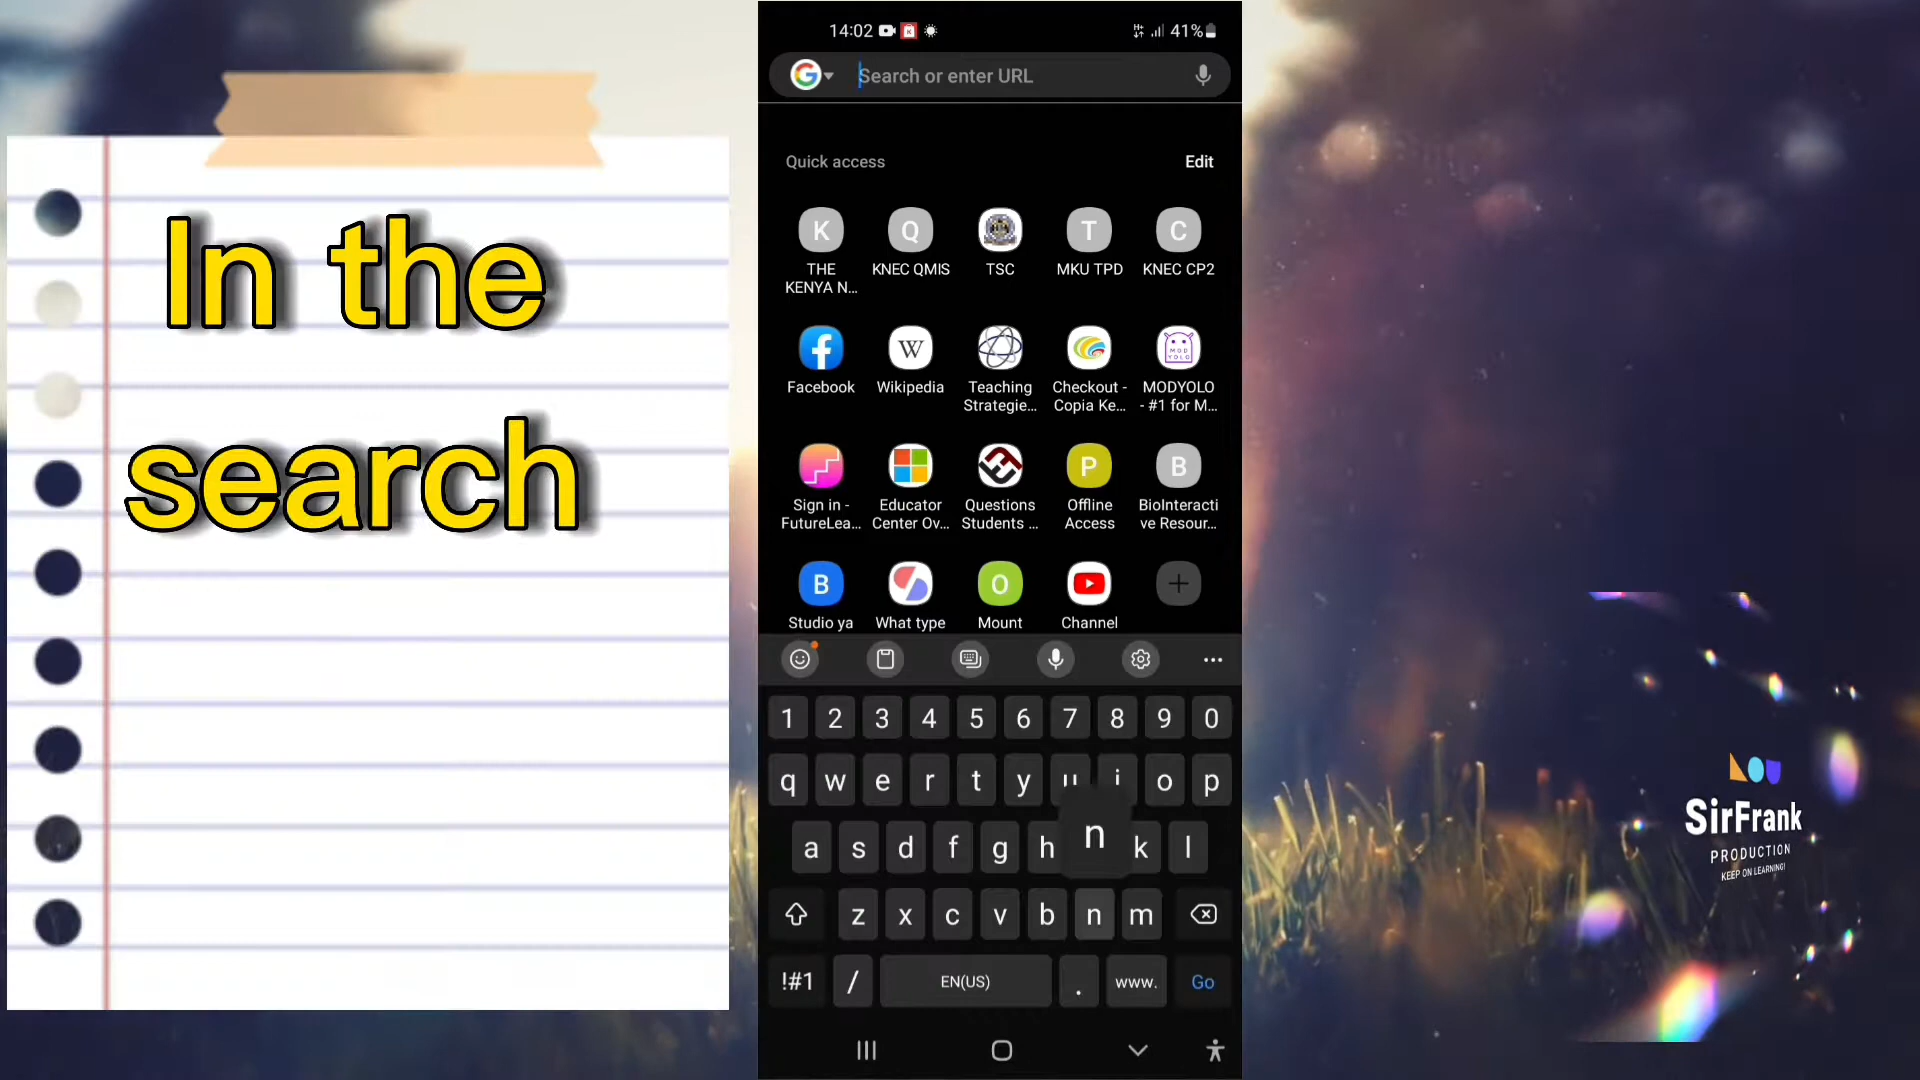 In the
search
14:02
41%
Search or enter URL
Quick access
Edit
K
Q
T
C
THE
KENYA N...
KNEC QMIS
TSC
MKU TPD
KNEC CP2
W
MOD
YOLO
Facebook
Wikipedia
Teaching
Strategie...
Checkout -
Copia Ke...
MODYOLO
- #1 for M...
P
B
Sign in -
FutureLea...
Educator
Center Ov...
Questions
Students ...
Offline
Access
BioInteracti
ve Resour...
B
O
Studio ya
What type
Mount
Channel
1 2 3 4 5 6 7 8 9 0
q w e r t y u i o p
a s d f g h n k l
z x c v b n m
!#1 / EN(US) . www. Go
SirFrank
PRODUCTION
KEEP ON LEARNING!